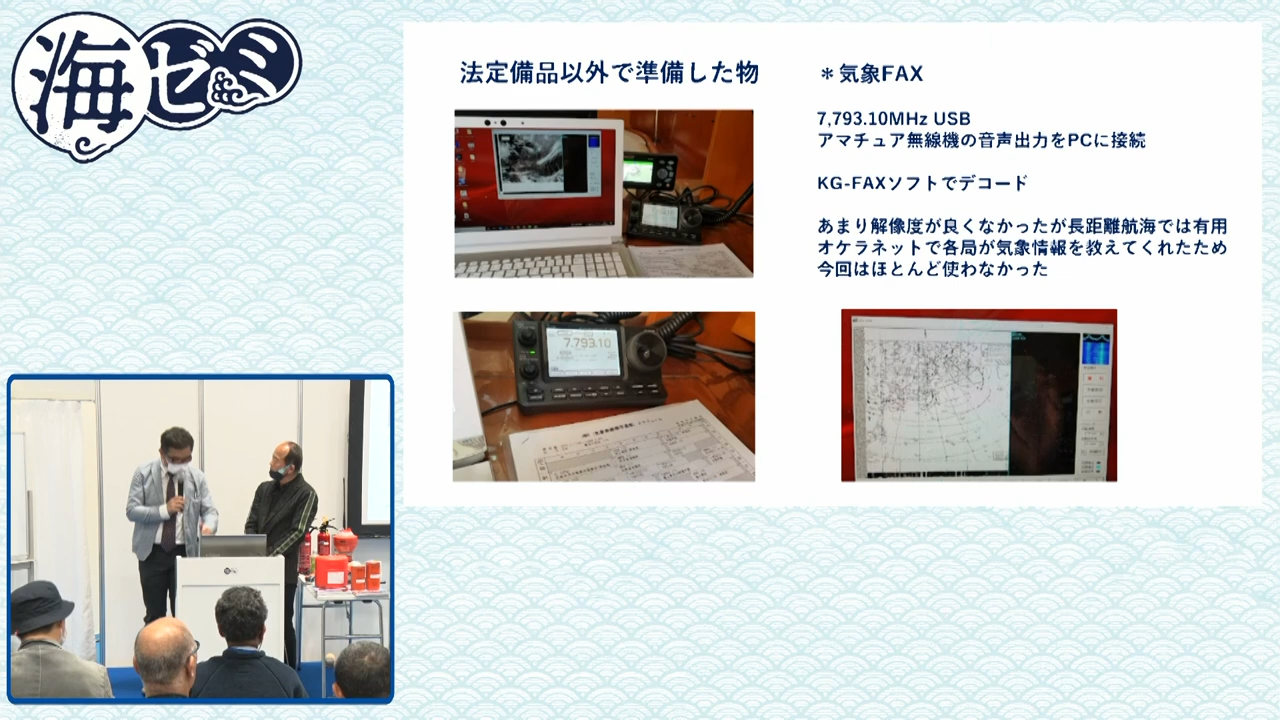 海ゼミ
法定備品以外で準備した物
＊気象FAX
7,793.10MHz USB
アマチュア無線機の音声出力をPCに接続
KG-FAXソフトでデコード
あまり解像度が良くなかったが長距離航海では有用
オケラネットで各局が気象情報を教えてくれたため
今回はほとんど使わなかった
7.793.10